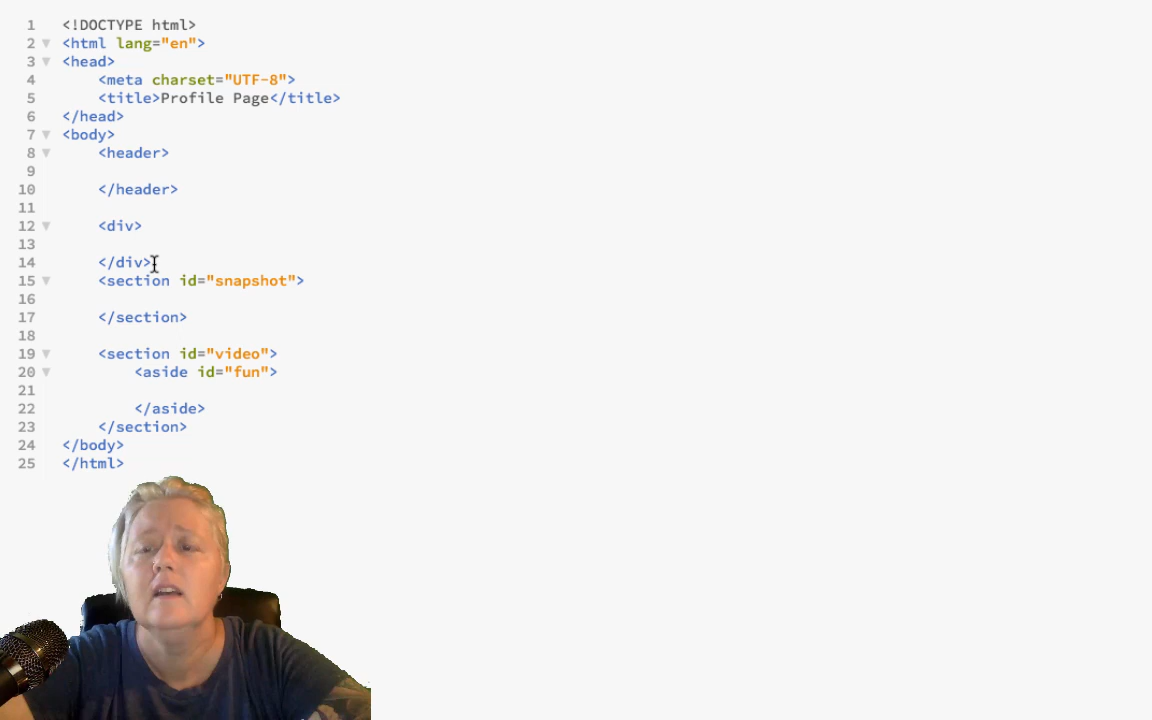 1 <!DOCTYPE html>
2 <html lang="en">
3 <head>
4 <meta charset="UTF-8">
5 <title>Profile Page</title>
6 </head>
7 <body>
8 <header>
9
10 </header>
11
12 <div>
13
14 </div>
15 <section id="snapshot">
16
17 </section>
18
19 <section id="video">
20 <aside id="fun">
21
22 </aside>
23 </section>
24 </body>
25 </html>